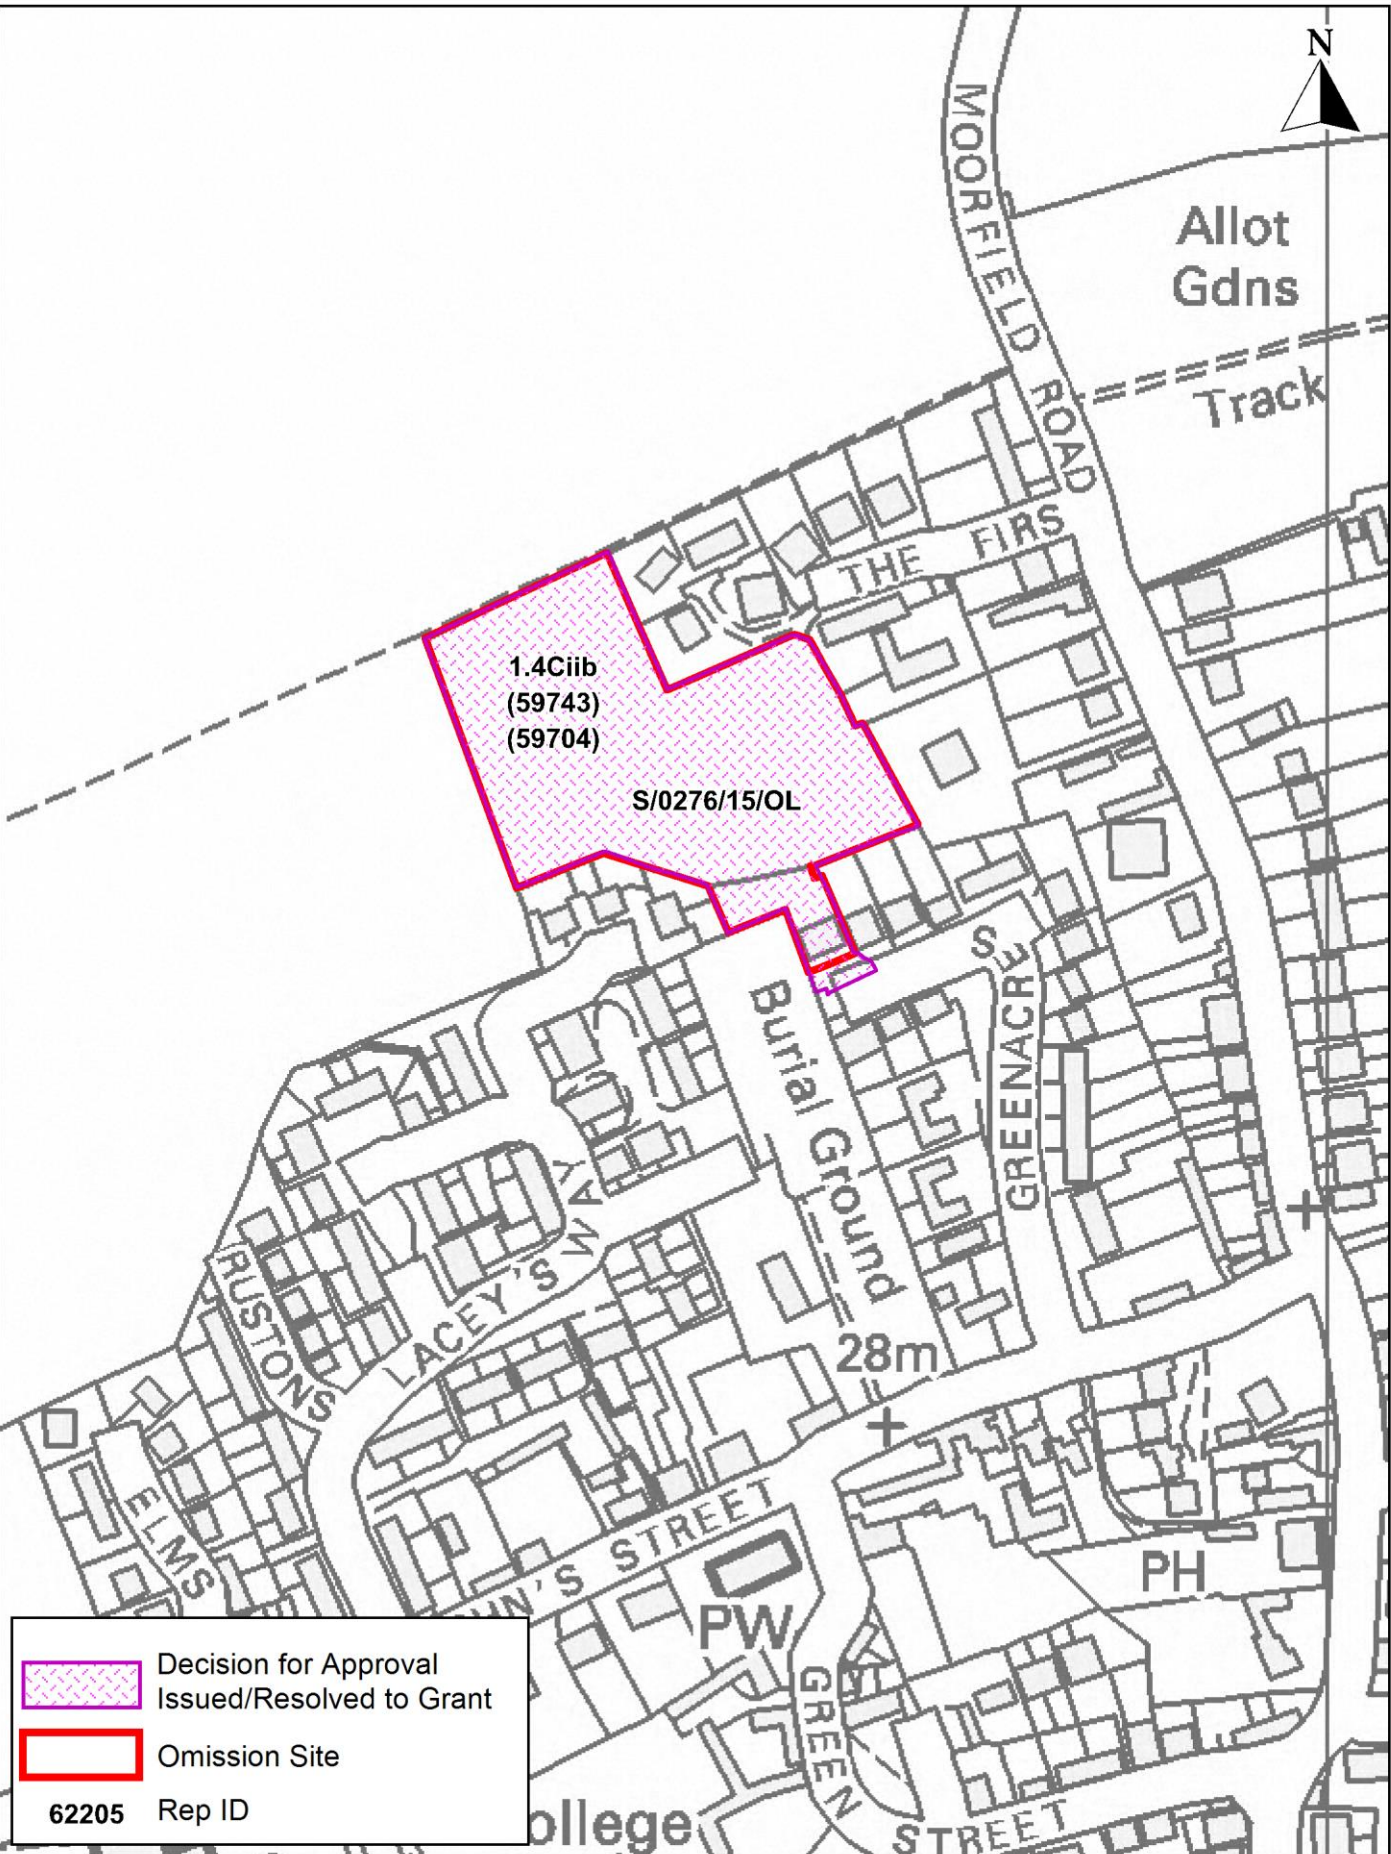 N
MOORFIELD ROAD
Allot
Gdns
Track
THE FIRS
1.4Ciib
(59743)
(59704)
S/0276/15/OL
GREENACRES
Burial Ground
LACEY'S WAY
RUSTONS
28m
ELMS
HN'S STREET
PW
PH
GREEN
STREET
ollege
Decision for Approval
Issued/Resolved to Grant
Omission Site
62205 Rep ID